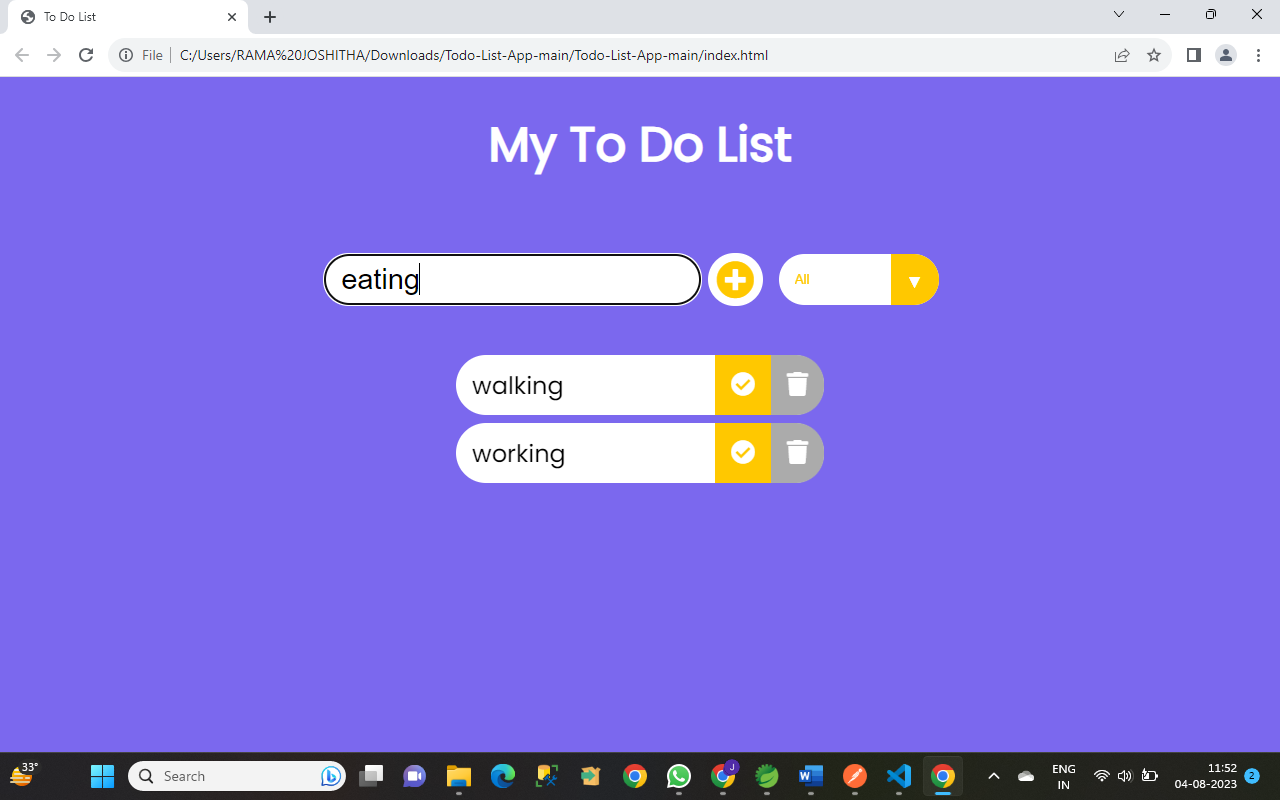 To Do List
File
C:/Users/RAMA%20JOSHITHA/Downloads/Todo-List-App-main/Todo-List-App-main/index.html
My To Do List
eating
All
walking
working
33°
Search
J
W
ENG
IN
11:52
04-08-2023
2